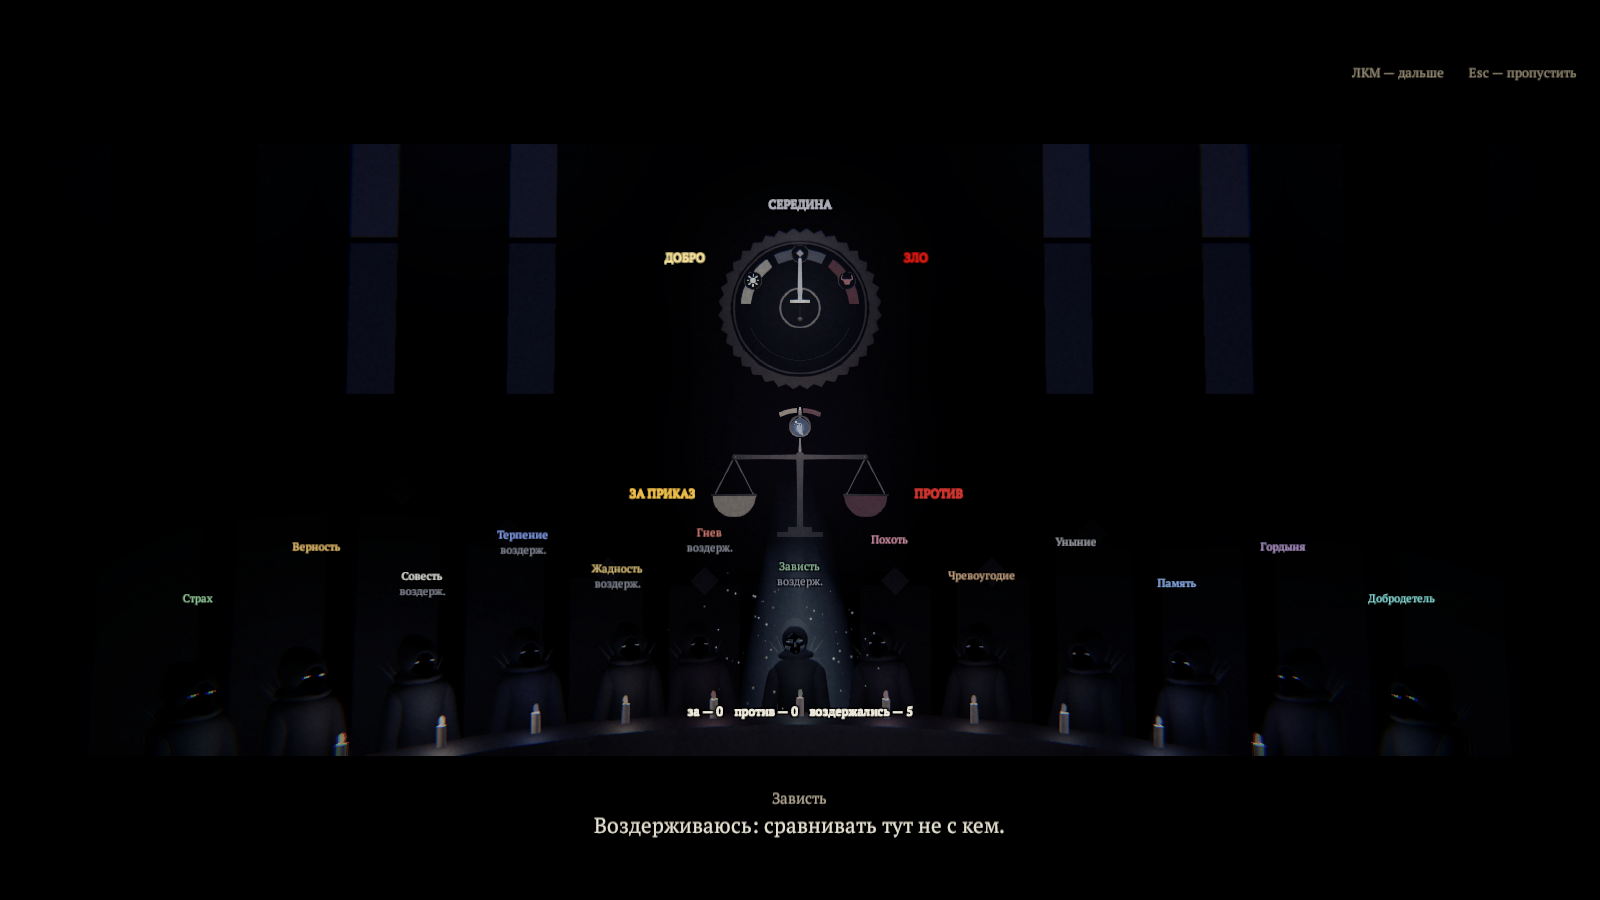 ЛКМ — дальше Esc — пропустить
СЕРЕДИНА
ДОБРО
ЗЛО
ЗА ПРИКАЗ
ПРОТИВ
Страх
Верность
Совесть
воздерж.
Терпение
воздерж.
Жадность
воздерж.
Гнев
воздерж.
Зависть
воздерж.
Похоть
Чревоугодие
Уныние
Память
Гордыня
Добродетель
за — 0 против — 0 воздержались — 5
Зависть
Воздерживаюсь: сравнивать тут не с кем.